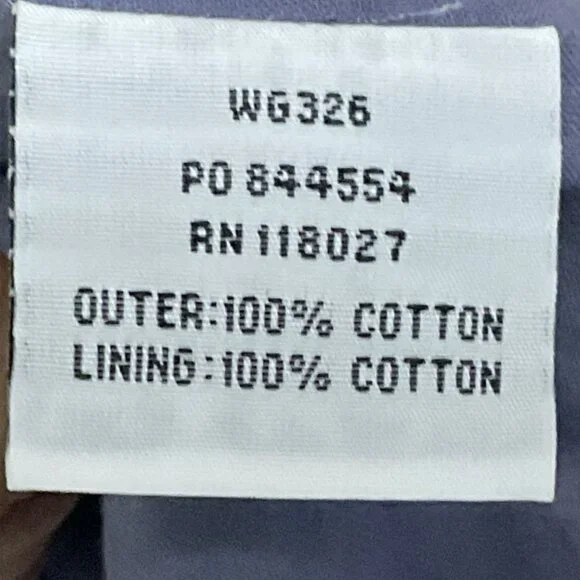 WG326
PO 844554
RN 118027
OUTER:100% COTTON
LINING:100% COTTON